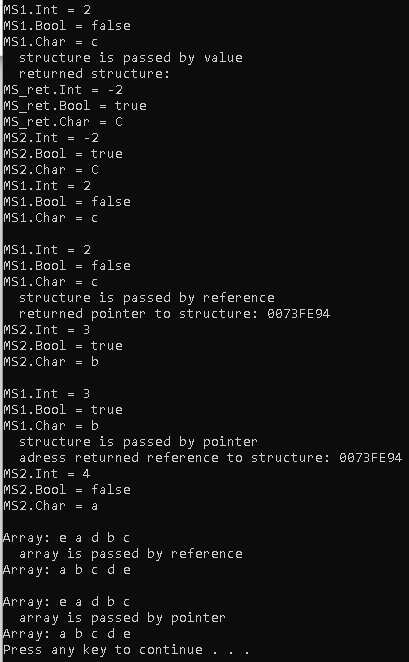 MS1.Int = 2
MS1.Bool = false
MS1.Char = c
structure is passed by value
returned structure:
MS_ret.Int = -2
MS_ret.Bool = true
MS_ret.Char = C
MS2.Int = -2
MS2.Bool = true
MS2.Char = C
MS1.Int = 2
MS1.Bool = false
MS1.Char = c
MS1.Int = 2
MS1.Bool = false
MS1.Char = c
structure is passed by reference
returned pointer to structure: 0073FE94
MS2.Int = 3
MS2.Bool = true
MS2.Char = b
MS1.Int = 3
MS1.Bool = true
MS1.Char = b
structure is passed by pointer
adress returned reference to structure: 0073FE94
MS2.Int = 4
MS2.Bool = false
MS2.Char = a
Array: e a d b c
array is passed by reference
Array: a b c d e
Array: e a d b c
array is passed by pointer
Array: a b c d e
Press any key to continue . . .